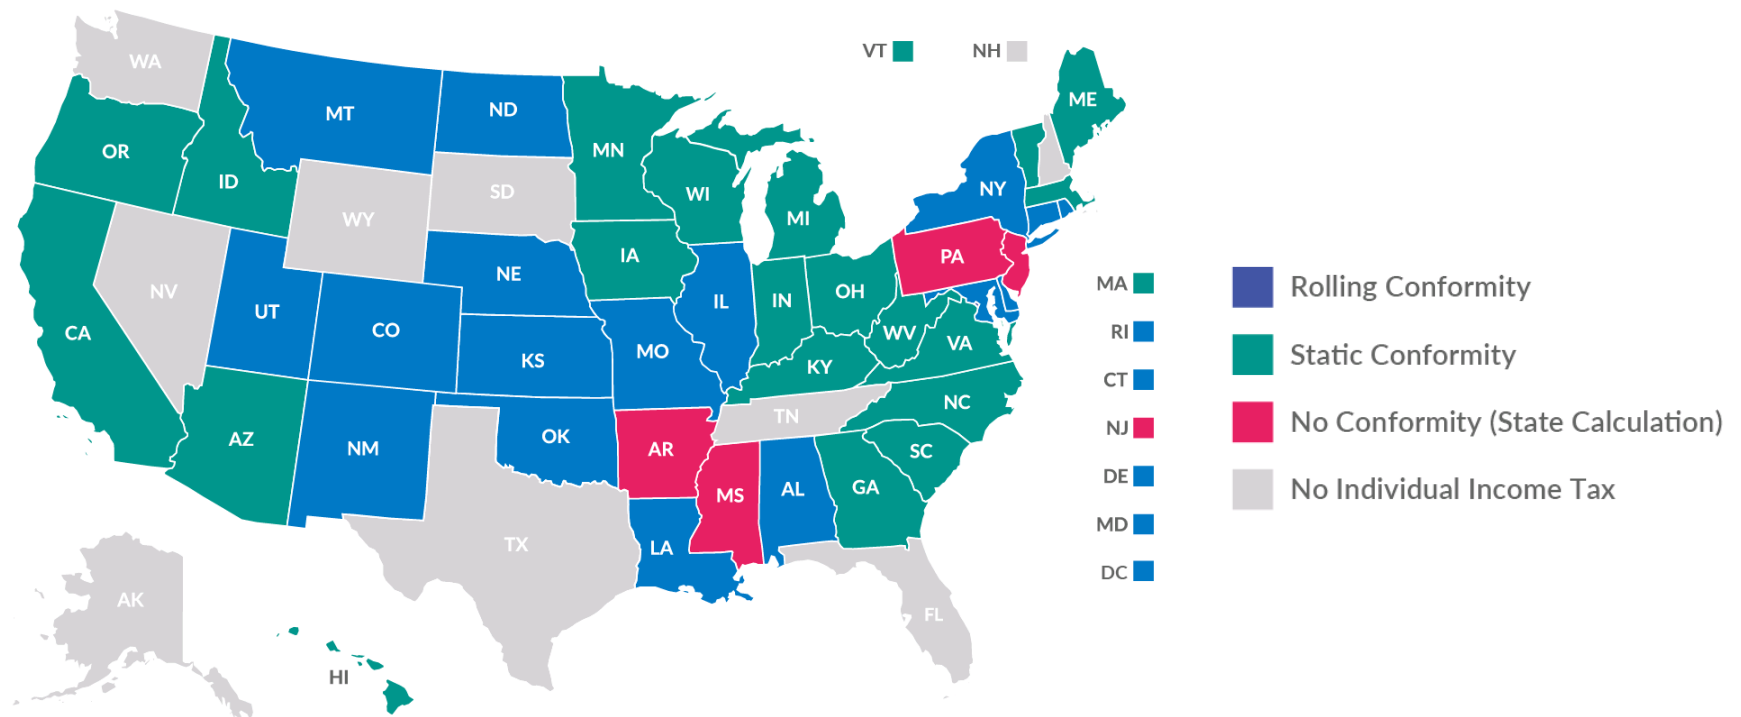 VT
NH
WA
MT
ND
ME
OR
ID
MN
SD
WI
NY
WY
MI
IA
PA
NE
NV
UT
CO
IL
IN
OH
MA
Rolling Conformity
CA
KS
MO
WV
VA
RI
Static Conformity
KY
CT
AZ
NM
OK
AR
TN
NC
NJ
No Conformity (State Calculation)
SC
MS
AL
GA
DE
No Individual Income Tax
TX
LA
MD
DC
AK
FL
HI